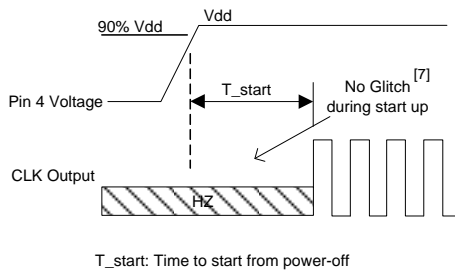 Vdd
90% Vdd
T_start
No Glitch [7]
during start up
Pin 4 Voltage
CLK Output
HZ
T_start: Time to start from power-off